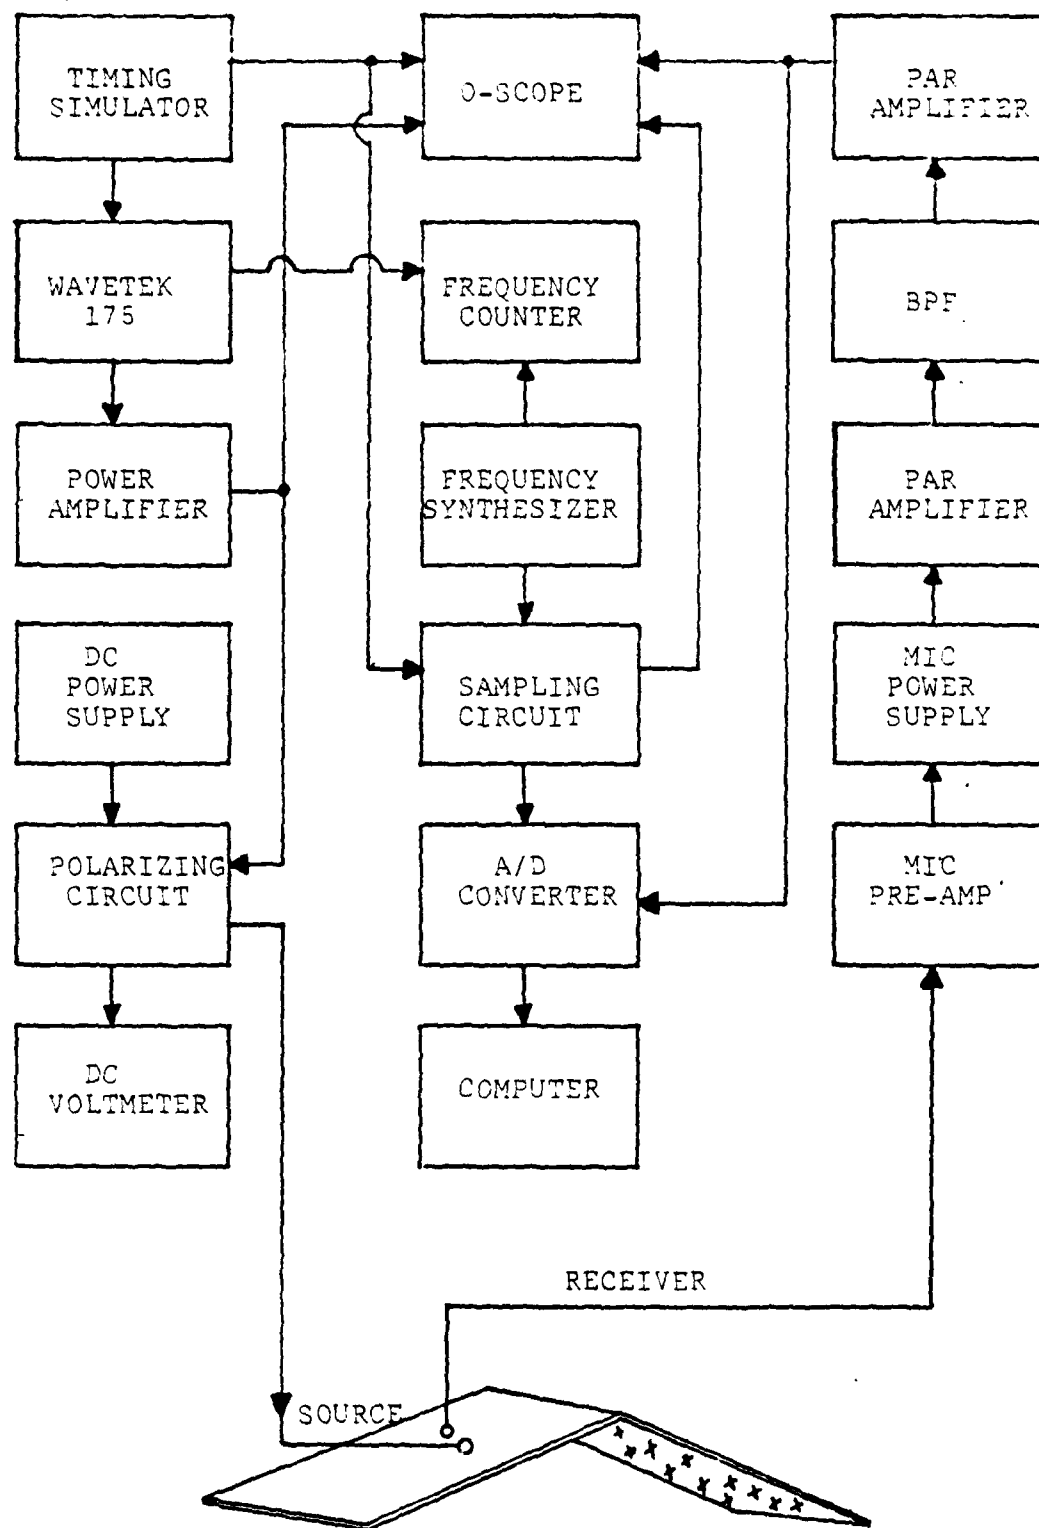 TIMING
SIMULATOR
O-SCOPE
PAR
AMPLIFIER
WAVETEK
175
FREQUENCY
COUNTER
BPF
POWER
AMPLIFIER
FREQUENCY
SYNTHESIZER
PAR
AMPLIFIER
DC
POWER
SUPPLY
SAMPLING
CIRCUIT
MIC
POWER
SUPPLY
POLARIZING
CIRCUIT
A/D
CONVERTER
MIC
PRE-AMP
DC
VOLTMETER
COMPUTER
RECEIVER
SOURCE